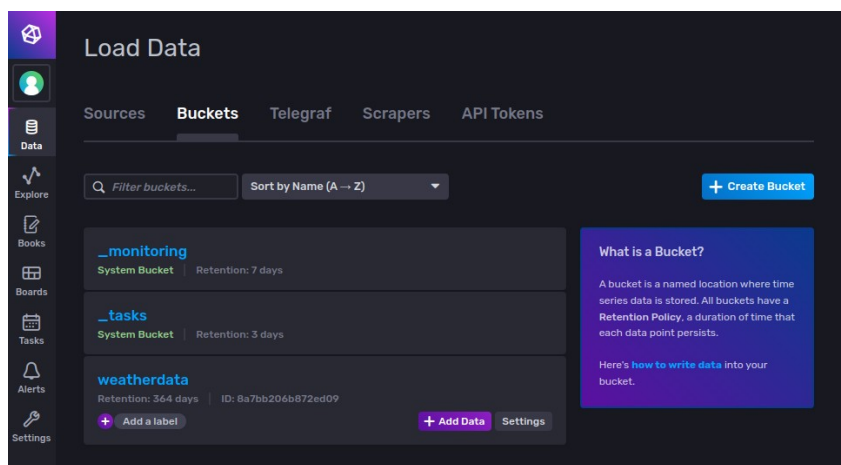 Load Data
Data
Explore
Books
Boards
Tasks
Alerts
Settings
Sources Buckets Telegraf Scrapers API Tokens
Filter buckets... Sort by Name (A → Z) + Create Bucket
_monitoring
System Bucket Retention: 7 days
_tasks
System Bucket Retention: 3 days
weatherdata
Retention: 364 days ID: 8a7bb206b872ed09
+ Add a label + Add Data Settings
What is a Bucket?
A bucket is a named location where time
series data is stored. All buckets have a
Retention Policy, a duration of time that
each data point persists.
Here's how to write data into your
bucket.